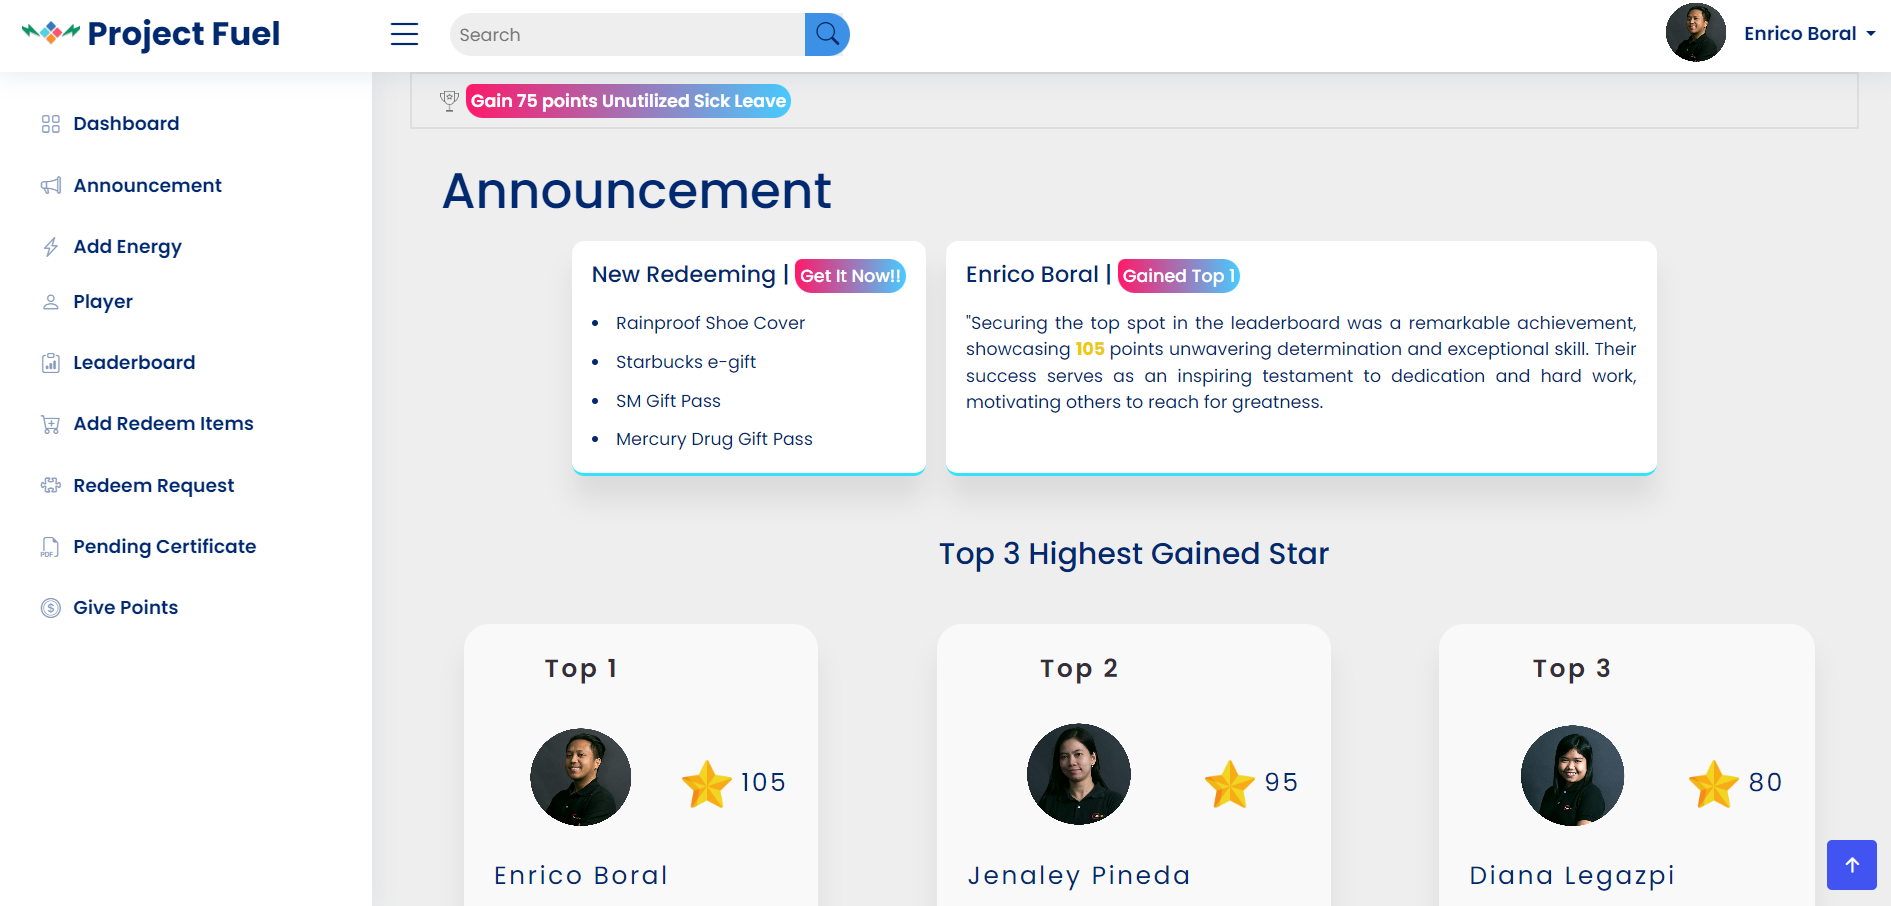 Project Fuel
Search
Enrico Boral
Dashboard
Announcement
Add Energy
Player
Leaderboard
Add Redeem Items
Redeem Request
PDF
Pending Certificate
$
Give Points
Gain 75 points Unutilized Sick Leave
Announcement
New Redeeming | Get It Now!!
• Rainproof Shoe Cover
• Starbucks e-gift
• SM Gift Pass
• Mercury Drug Gift Pass
Enrico Boral | Gained Top 1
"Securing the top spot in the leaderboard was a remarkable achievement,
showcasing 105 points unwavering determination and exceptional skill. Their
success serves as an inspiring testament to dedication and hard work,
motivating others to reach for greatness.
Top 3 Highest Gained Star
Top 1
105
Enrico Boral
Top 2
95
Jenaley Pineda
Top 3
80
Diana Legazpi